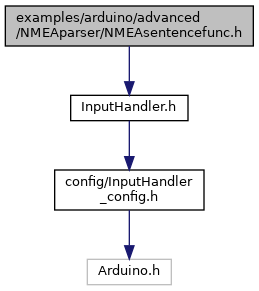 examples/arduino/advanced
/NMEAparser/NMEAsentencefunc.h
InputHandler.h
config/InputHandler
_config.h
Arduino.h